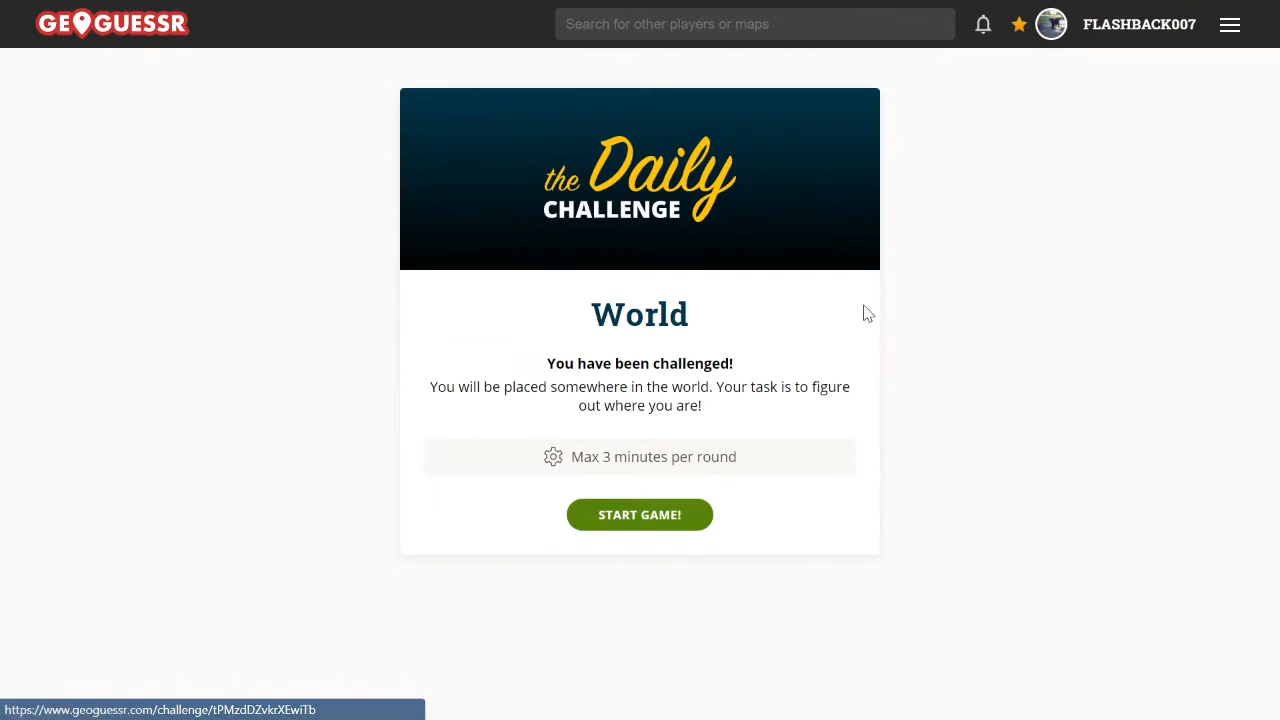 GEOGUESSR
Search for other players or maps
FLASHBACK007
the Daily
CHALLENGE
World
You have been challenged!
You will be placed somewhere in the world. Your task is to figure
out where you are!
Max 3 minutes per round
START GAME!
https://www.geoguessr.com/challenge/tPMzdDZvkrXEwiTb